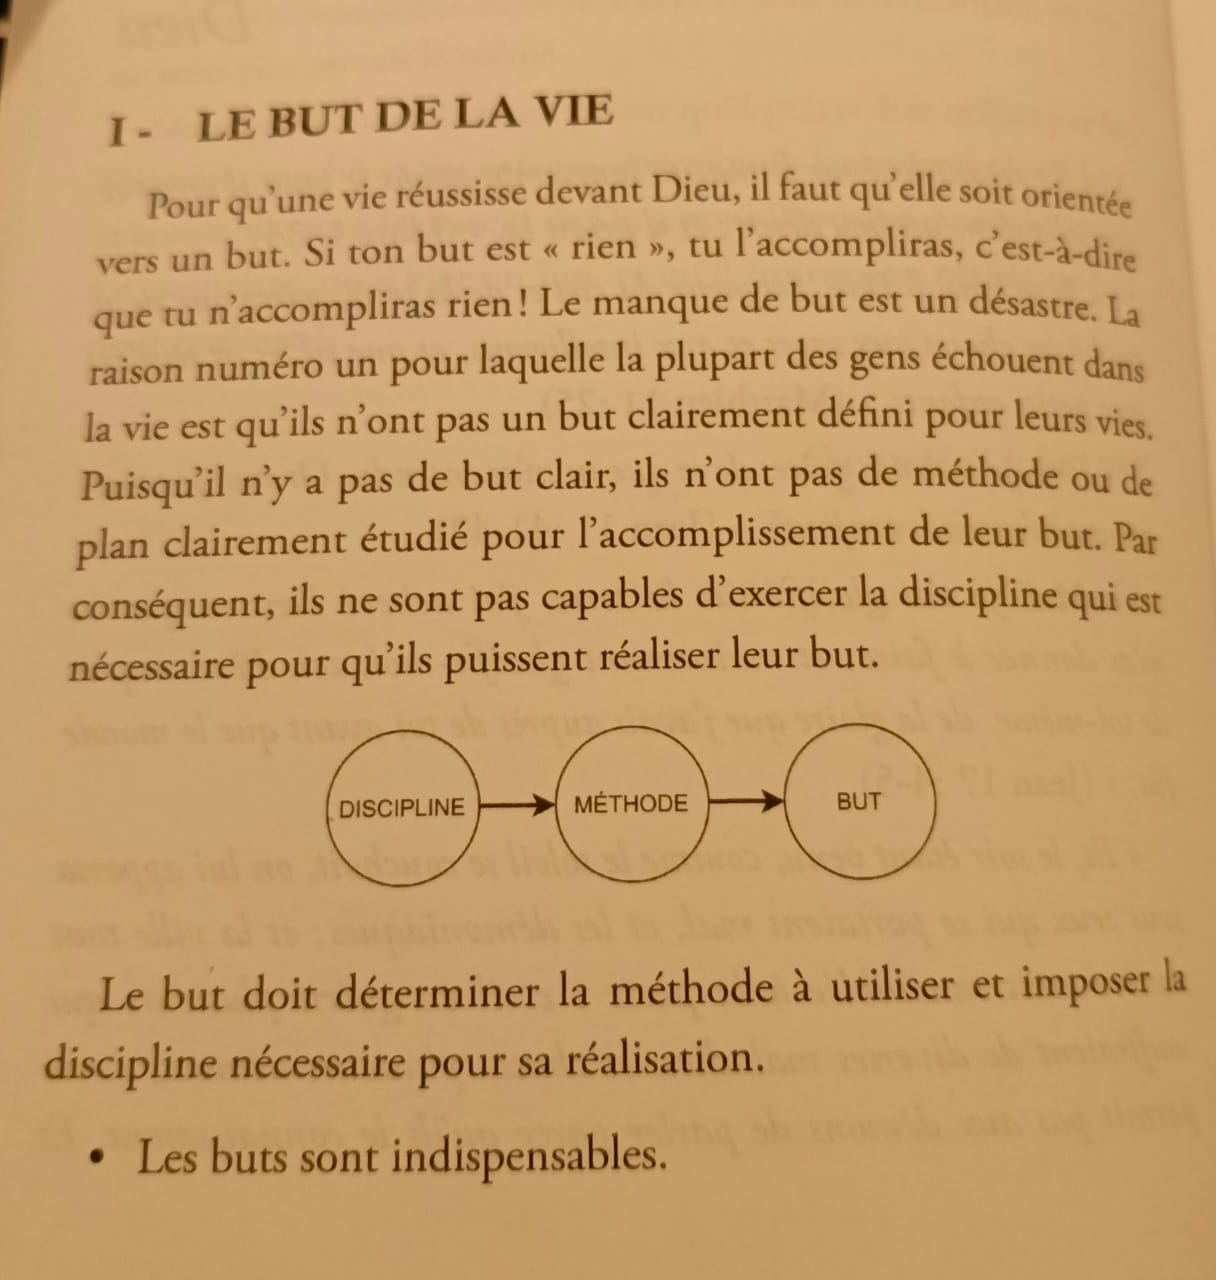 I - LE BUT DE LA VIE
Pour qu'une vie réussisse devant Dieu, il faut qu'elle soit orientée
vers un but. Si ton but est « rien », tu l'accompliras, c'est-à-dire
que tu n'accompliras rien! Le manque de but est un désastre. La
raison numéro un pour laquelle la plupart des gens échouent dans
la vie est qu'ils n'ont pas un but clairement défini pour leurs vies.
Puisqu'il n'y a pas de but clair, ils n'ont pas de méthode ou de
plan clairement étudié pour l'accomplissement de leur but. Par
conséquent, ils ne sont pas capables d'exercer la discipline qui est
nécessaire pour qu'ils puissent réaliser leur but.
DISCIPLINE MÉTHODE BUT
Le but doit déterminer la méthode à utiliser et imposer la
discipline nécessaire pour sa réalisation.
• Les buts sont indispensables.